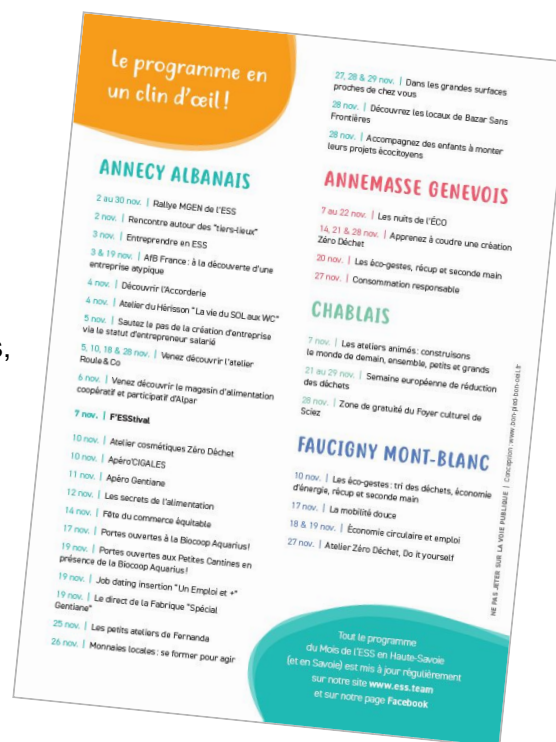 s,
Le programme en
un clin d'œil !
ANNECY ALBANAIS
2 au 30 nov. | Rallye MGEN de l'ESS
2 nov. | Rencontre autour des "tiers-lieux"
3 nov. | Entreprendre en ESS
3 & 19 nov. | AfB France : à la découverte d'une
entreprise atypique
4 nov. | Découvrir l'Accorderie
4 nov. | Atelier du Hérisson "La vie du SOL aux WC"
5 nov. | Sautez le pas de la création d'entreprise
via le statut d'entrepreneur salarié
5, 10, 18 & 28 nov. | Venez découvrir l'atelier
Roule & Co
6 nov. | Venez découvrir le magasin d'alimentation
coopératif et participatif d'Alpar
7 nov. | F'ESStival
10 nov. | Atelier cosmétiques Zéro Déchet
10 nov. | Apéro'CIGALES
11 nov. | Apéro Gentiane
12 nov. | Les secrets de l'alimentation
14 nov. | Fête du commerce équitable
17 nov. | Portes ouvertes à la Biocoop Aquarius!
19 nov. | Portes ouvertes aux Petites Cantines en
présence de la Biocoop Aquarius!
19 nov. | Job dating insertion "Un Emploi et +"
19 nov. | Le direct de la Fabrique "Spécial
Gentiane"
25 nov. | Les petits ateliers de Fernanda
26 nov. | Monnaies locales : se former pour agir
27, 28 & 29 nov. | Dans les grandes surfaces
proches de chez vous
28 nov. | Découvrez les locaux de Bazar Sans
Frontières
28 nov. | Accompagnez des enfants à monter
leurs projets écocitoyens
ANNEMASSE GENEVOIS
7 au 22 nov. | Les nuits de l'ÉCO
14, 21 & 28 nov. | Apprenez à coudre une création
Zéro Déchet
20 nov. | Les éco-gestes, récup et seconde main
27 nov. | Consommation responsable
CHABLAIS
7 nov. | Les ateliers animés : construisons
le monde de demain, ensemble, petits et grands
21 au 29 nov. | Semaine européenne de réduction
des déchets
28 nov. | Zone de gratuité du Foyer culturel de
Sciez
FAUCIGNY MONT-BLANC
10 nov. | Les éco-gestes : tri des déchets, économie
d'énergie, récup et seconde main
17 nov. | La mobilité douce
18 & 19 nov. | Économie circulaire et emploi
27 nov. | Atelier Zéro Déchet, Do it yourself
Tout le programme
du Mois de l'ESS en Haute-Savoie
(et en Savoie) est mis à jour régulièrement
sur notre site www.ess.team
et sur notre page Facebook
NE PAS JETER SUR LA VOIE PUBLIQUE | Conception : www.bon-pied-bon-oeil.fr